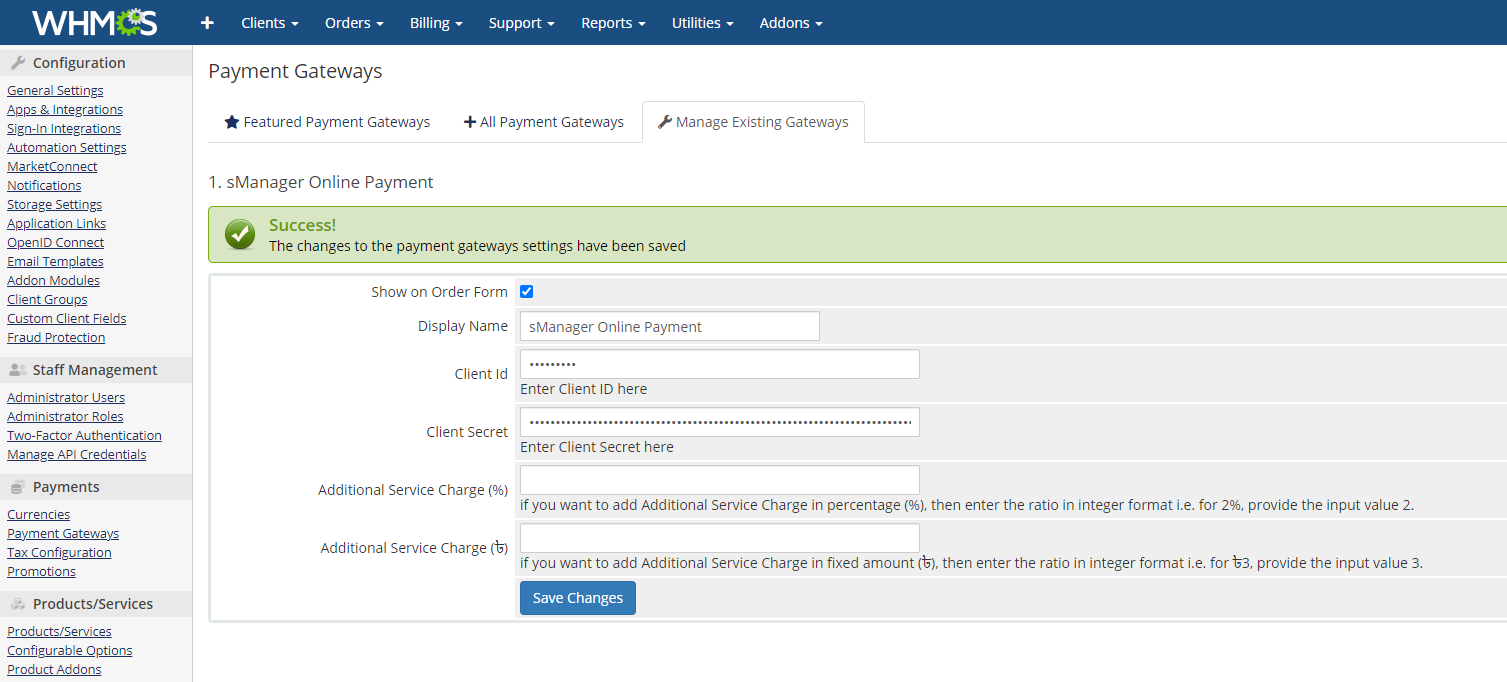 WHMCS
Clients Orders Billing Support Reports Utilities Addons
Configuration
General Settings
Apps & Integrations
Sign-In Integrations
Automation Settings
MarketConnect
Notifications
Storage Settings
Application Links
OpenID Connect
Email Templates
Addon Modules
Client Groups
Custom Client Fields
Fraud Protection
Staff Management
Administrator Users
Administrator Roles
Two-Factor Authentication
Manage API Credentials
Payments
Currencies
Payment Gateways
Tax Configuration
Promotions
Products/Services
Products/Services
Configurable Options
Product Addons
Payment Gateways
Featured Payment Gateways All Payment Gateways Manage Existing Gateways
1. sManager Online Payment
Success!
The changes to the payment gateways settings have been saved
Show on Order Form
Display Name sManager Online Payment
Client Id •••••••••
Enter Client ID here
Client Secret
Enter Client Secret here
Additional Service Charge (%)
if you want to add Additional Service Charge in percentage (%), then enter the ratio in integer format i.e. for 2%, provide the input value 2.
Additional Service Charge (৳)
if you want to add Additional Service Charge in fixed amount (৳), then enter the ratio in integer format i.e. for ৳3, provide the input value 3.
Save Changes